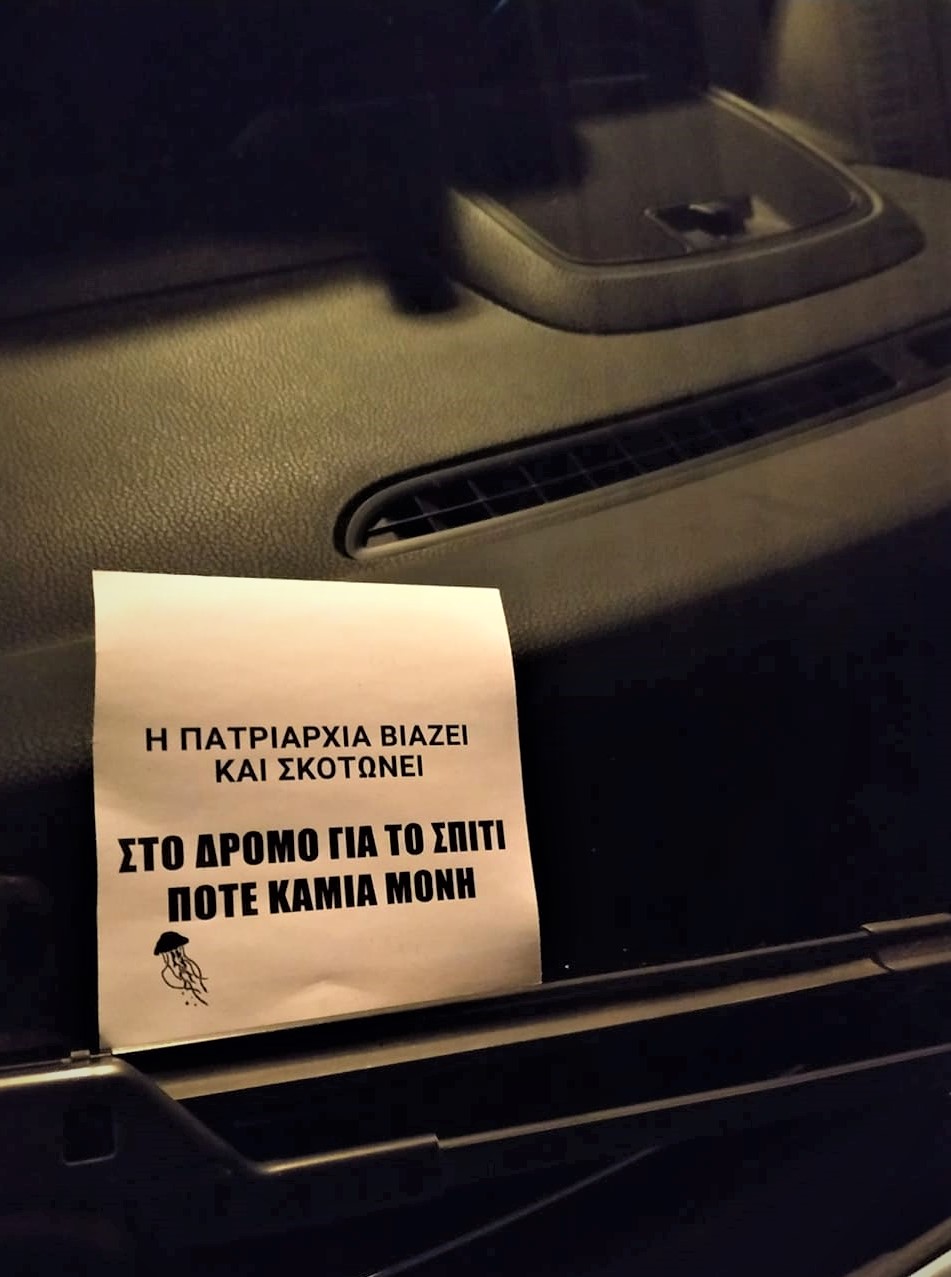 Η ΠΑΤΡΙΑΡΧΙΑ ΒΙΑΖΕΙ
ΚΑΙ ΣΚΟΤΩΝΕΙ
ΣΤΟ ΔΡΟΜΟ ΓΙΑ ΤΟ ΣΠΙΤΙ
ΠΟΤΕ ΚΑΜΙΑ ΜΟΝΗ